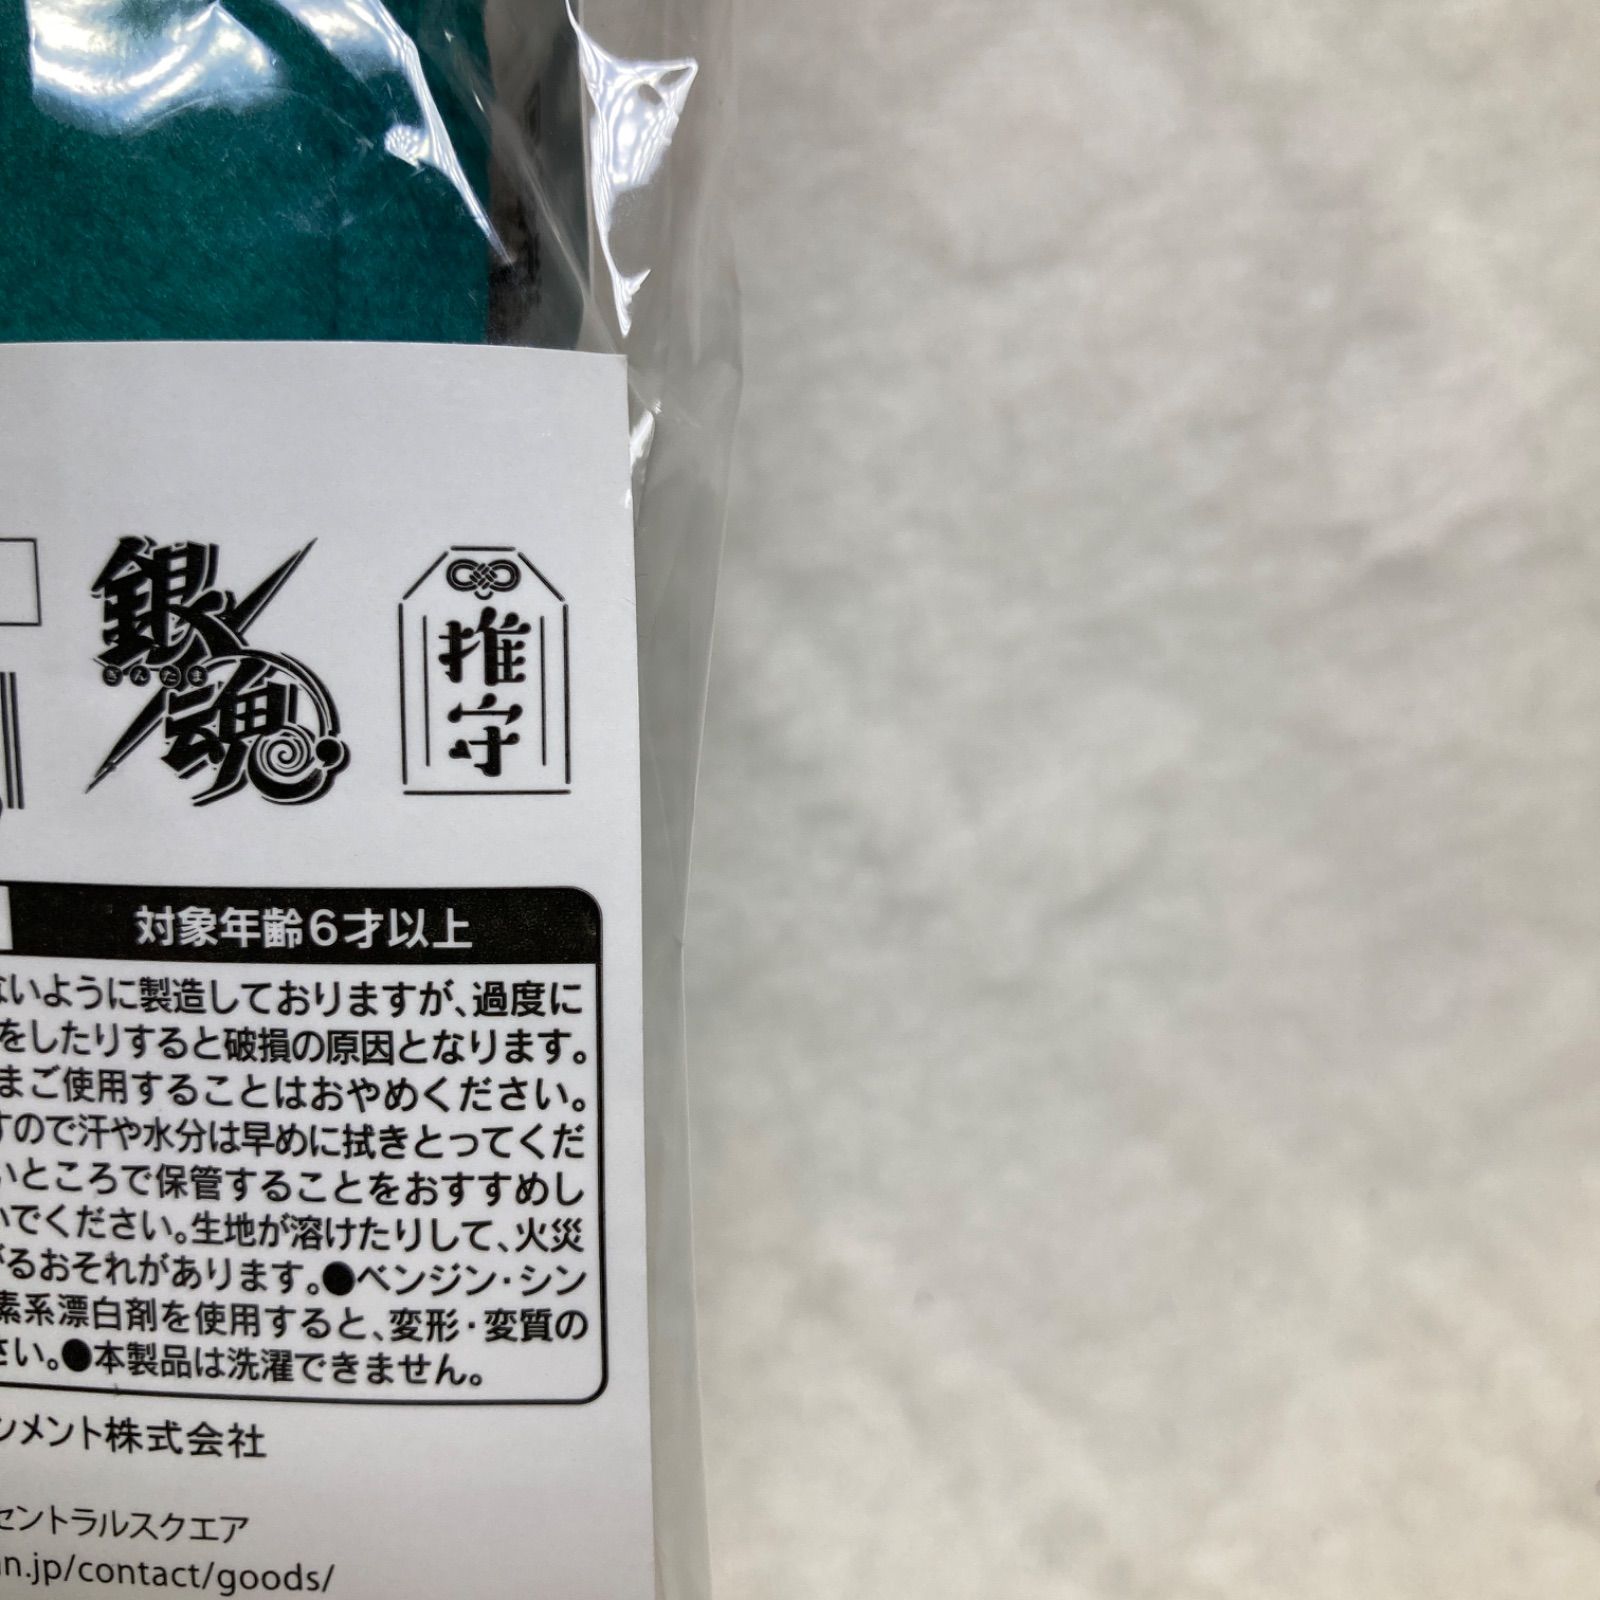 銀魂
ぎんたま
推守
対象年齢6才以上
ないように製造しておりますが、過度に
をしたりすると破損の原因となります。
まご使用することはおやめください。
すので汗や水分は早めに拭きとってくだ
いところで保管することをおすすめし
いでください。生地が溶けたりして、火災
がるおそれがあります。●ベンジン・シン
素系漂白剤を使用すると、変形・変質の
さい。●本製品は洗濯できません。
ンメント株式会社
セントラルスクエア
n.jp/contact/goods/